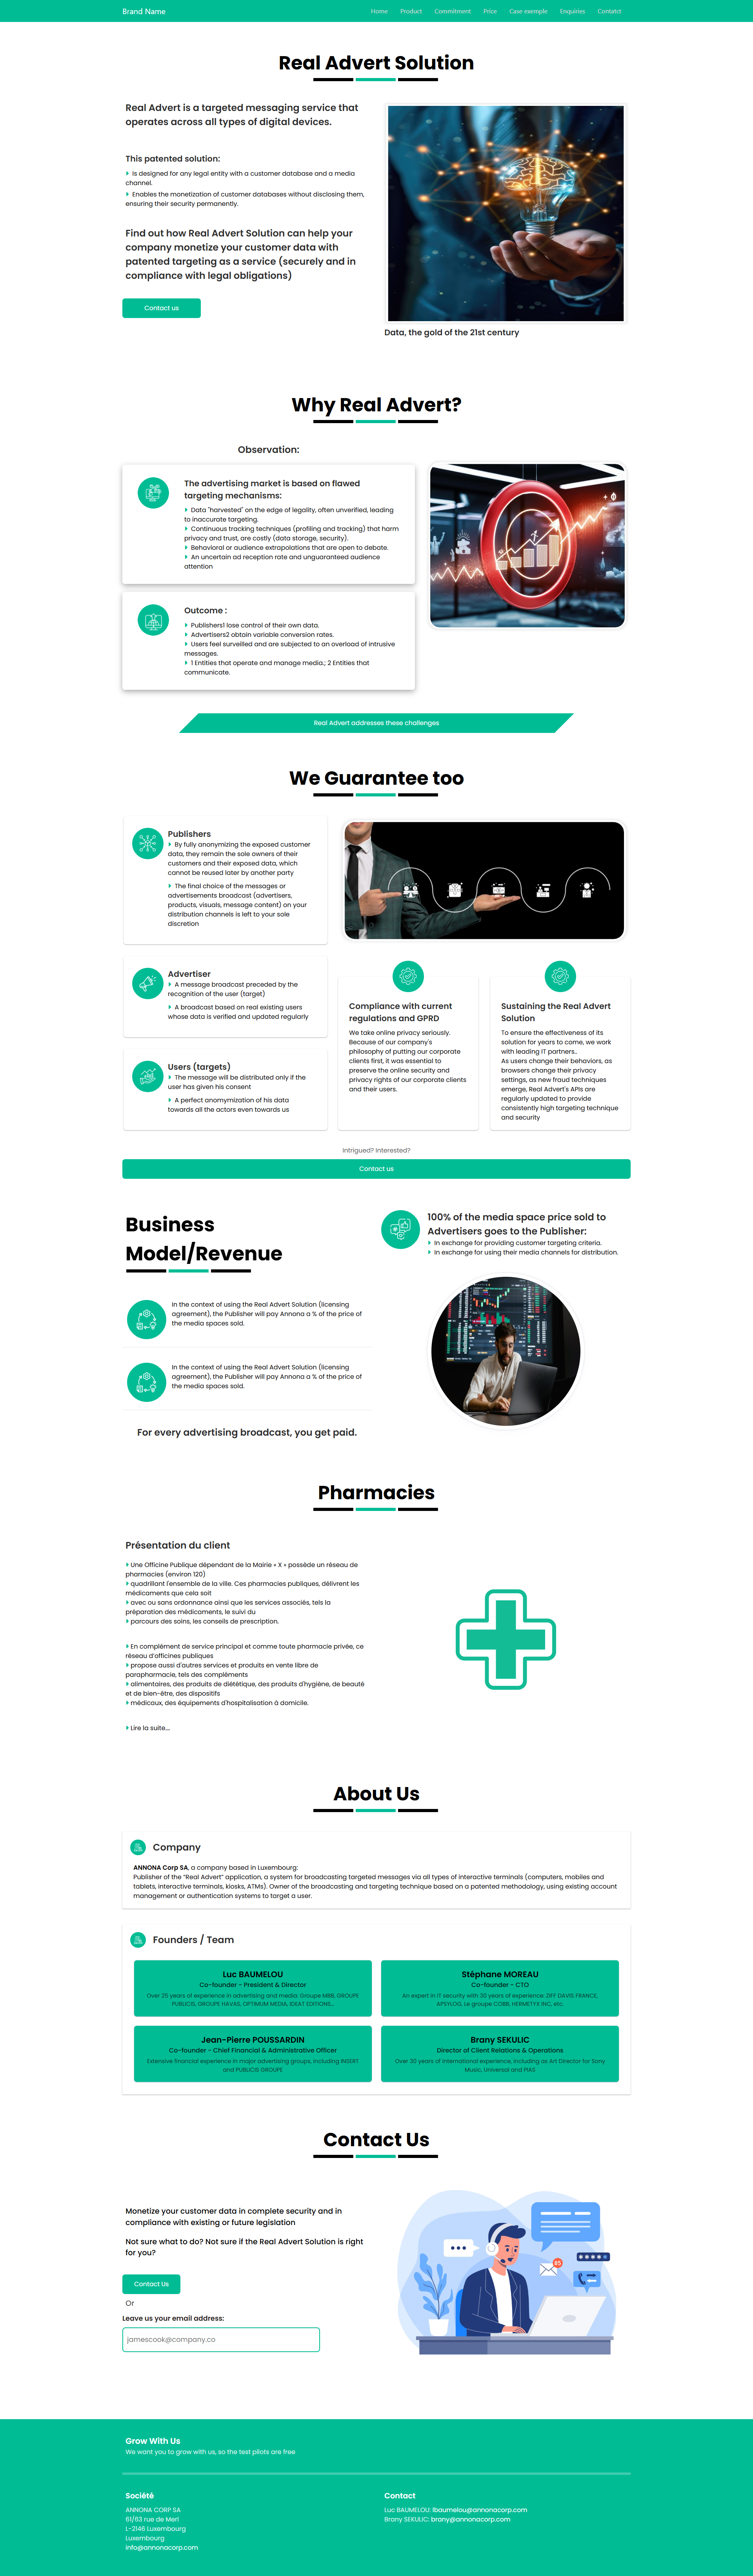 Brand Name
Home Product Commitment Price Case exemple Enquiries Contatct
Real Advert Solution
Real Advert is a targeted messaging service that
operates across all types of digital devices.
This patented solution:
Is designed for any legal entity with a customer database and a media
channel.
Enables the monetization of customer databases without disclosing them,
ensuring their security permanently.
Find out how Real Advert Solution can help your
company monetize your customer data with
patented targeting as a service (securely and in
compliance with legal obligations)
Contact us
Data, the gold of the 21st century
Why Real Advert?
Observation:
The advertising market is based on flawed
targeting mechanisms:
Data "harvested" on the edge of legality, often unverified, leading
to inaccurate targeting.
Continuous tracking techniques (profiling and tracking) that harm
privacy and trust, are costly (data storage, security).
Behavioral or audience extrapolations that are open to debate.
An uncertain ad reception rate and unguaranteed audience
attention
Outcome :
Publishers1 lose control of their own data.
Advertisers2 obtain variable conversion rates.
Users feel surveilled and are subjected to an overload of intrusive
messages.
1 Entities that operate and manage media.; 2 Entities that
communicate.
Real Advert addresses these challenges
We Guarantee too
Publishers
By fully anonymizing the exposed customer
data, they remain the sole owners of their
customers and their exposed data, which
cannot be reused later by another party
The final choice of the messages or
advertisements broadcast (advertisers,
products, visuals, message content) on your
distribution channels is left to your sole
discretion
Advertiser
A message broadcast preceded by the
recognition of the user (target)
A broadcast based on real existing users
whose data is verified and updated regularly
Users (targets)
The message will be distributed only if the
user has given his consent
A perfect anomymization of his data
towards all the actors even towards us
Compliance with current
regulations and GPRD
We take online privacy seriously.
Because of our company's
philosophy of putting our corporate
clients first, it was essential to
preserve the online security and
privacy rights of our corporate clients
and their users.
Sustaining the Real Advert
Solution
To ensure the effectiveness of its
solution for years to come, we work
with leading IT partners..
As users change their behaviors, as
browsers change their privacy
settings, as new fraud techniques
emerge, Real Advert's APIs are
regularly updated to provide
consistently high targeting technique
and security
Intrigued? Interested?
Contact us
Business
Model/Revenue
In the context of using the Real Advert Solution (licensing
agreement), the Publisher will pay Annona a % of the price of
the media spaces sold.
In the context of using the Real Advert Solution (licensing
agreement), the Publisher will pay Annona a % of the price of
the media spaces sold.
For every advertising broadcast, you get paid.
100% of the media space price sold to
Advertisers goes to the Publisher:
In exchange for providing customer targeting criteria.
In exchange for using their media channels for distribution.
Pharmacies
Présentation du client
Une Officine Publique dépendant de la Mairie « X » possède un réseau de
pharmacies (environ 120)
quadrillant l'ensemble de la ville. Ces pharmacies publiques, délivrent les
médicaments que cela soit
avec ou sans ordonnance ainsi que les services associés, tels la
préparation des médicaments, le suivi du
parcours des soins, les conseils de prescription.
En complément de service principal et comme toute pharmacie privée, ce
réseau d'officines publiques
propose aussi d'autres services et produits en vente libre de
parapharmacie, tels des compléments
alimentaires, des produits de diététique, des produits d'hygiène, de beauté
et de bien-être, des dispositifs
médicaux, des équipements d'hospitalisation à domicile.
Lire la suite....
About Us
Company
ANNONA Corp SA, a company based in Luxembourg:
Publisher of the "Real Advert" application, a system for broadcasting targeted messages via all types of interactive terminals (computers, mobiles and
tablets, interactive terminals, kiosks, ATMs). Owner of the broadcasting and targeting technique based on a patented methodology, using existing account
management or authentication systems to target a user.
Founders / Team
Luc BAUMELOU
Co-founder - President & Director
Over 25 years of experience in advertising and media: Groupe MBB, GROUPE
PUBLICIS, GROUPE HAVAS, OPTIMUM MEDIA, IDEAT EDITIONS...
Stéphane MOREAU
Co-founder - CTO
An expert in IT security with 30 years of experience: ZIFF DAVIS FRANCE,
APSYLOG, Le groupe COBB, HERMETYX INC, etc.
Jean-Pierre POUSSARDIN
Co-founder - Chief Financial & Administrative Officer
Extensive financial experience in major advertising groups, including INSERT
and PUBLICIS GROUPE
Brany SEKULIC
Director of Client Relations & Operations
Over 20 years of international experience, including as Art Director for Sony
Music, Universal and PIAS
Contact Us
Monetize your customer data in complete security and in
compliance with existing or future legislation
Not sure what to do? Not sure if the Real Advert Solution is right
for you?
Contact Us
Or
Leave us your email address:
jamescook@company.co
85
Grow With Us
We want you to grow with us, so the test pilots are free
Société
ANNONA CORP SA
61/63 rue de Merl
L-2146 Luxembourg
Luxembourg
info@annonacorp.com
Contact
Luc BAUMELOU: lbaumelou@annonacorp.com
Brany SEKULIC: brany@annonacorp.com